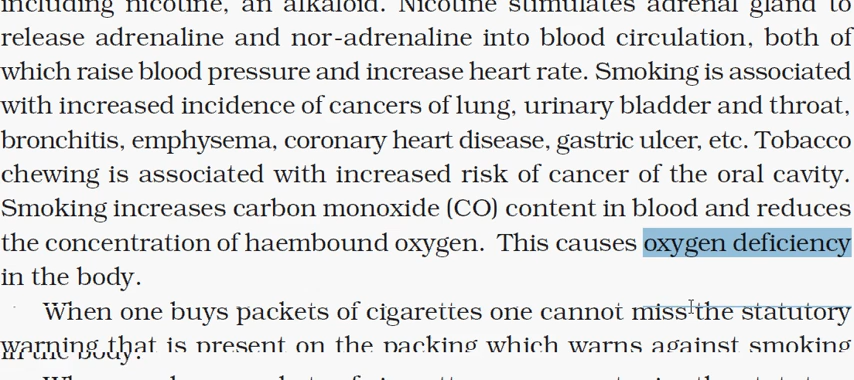 including nicotine, an alkaloid. Nicotine stimulates adrenal gland to
release adrenaline and nor-adrenaline into blood circulation, both of
which raise blood pressure and increase heart rate. Smoking is associated
with increased incidence of cancers of lung, urinary bladder and throat,
bronchitis, emphysema, coronary heart disease, gastric ulcer, etc. Tobacco
chewing is associated with increased risk of cancer of the oral cavity.
Smoking increases carbon monoxide (CO) content in blood and reduces
the concentration of haembound oxygen. This causes oxygen deficiency
in the body.
When one buys packets of cigarettes one cannot miss the statutory
warning that is present on the packing which warns against smoking
in the body.